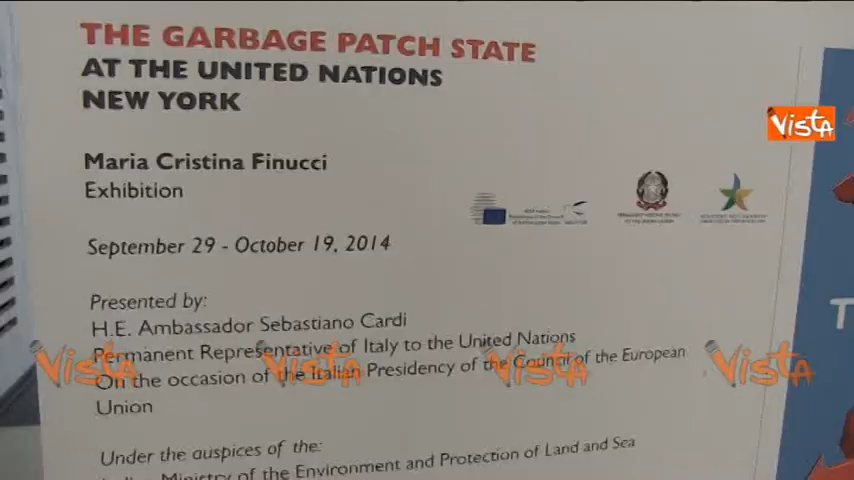 THE GARBAGE PATCH STATE
AT THE UNITED NATIONS
NEW YORK
Maria Cristina Finucci
Exhibition
September 29 - October 19, 2014
Presented by:
H.E. Ambassador Sebastiano Cardi
Permanent Representative of Italy to the United Nations
On the occasion of the Italian Presidency of the Council of the European
Union
Under the auspices of the:
Italian Ministry of the Environment and Protection of Land and Sea
VISTA
VISTA
VISTA
VISTA
VISTA
T